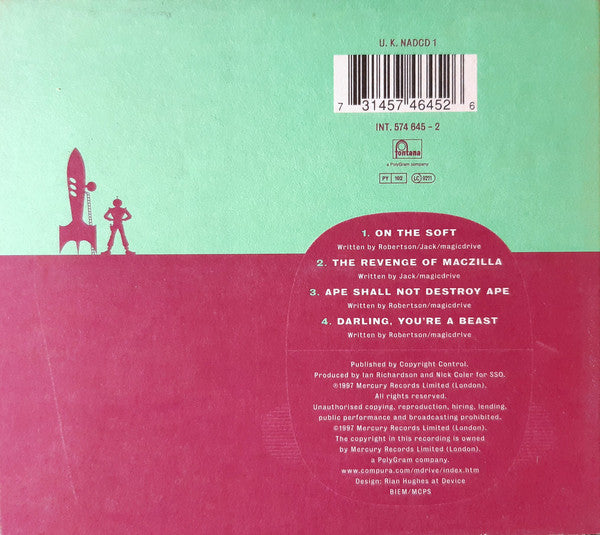 U. K. NADCD 1
7 31457 46452 6
INT. 574 645 - 2
fontana
a PolyGram company
PY 102 LC 0211
1. ON THE SOFT
Written by Robertson/Jack/magicdrive
2. THE REVENGE OF MACZILLA
Written by Jack/magicdrive
3. APE SHALL NOT DESTROY APE
Written by Robertson/magicdrive
4. DARLING, YOU'RE A BEAST
Written by Robertson/magicdrive
Published by Copyright Control.
Produced by Ian Richardson and Nick Coler for SSO.
℗1997 Mercury Records Limited (London).
All rights reserved.
Unauthorised copying, reproduction, hiring, lending,
public performance and broadcasting prohibited.
©1997 Mercury Records Limited (London).
The copyright in this recording is owned
by Mercury Records Limited (London).
a PolyGram company.
www.compura.com/mdrive/index.htm
Design: Rian Hughes at Device
BIEM/MCPS